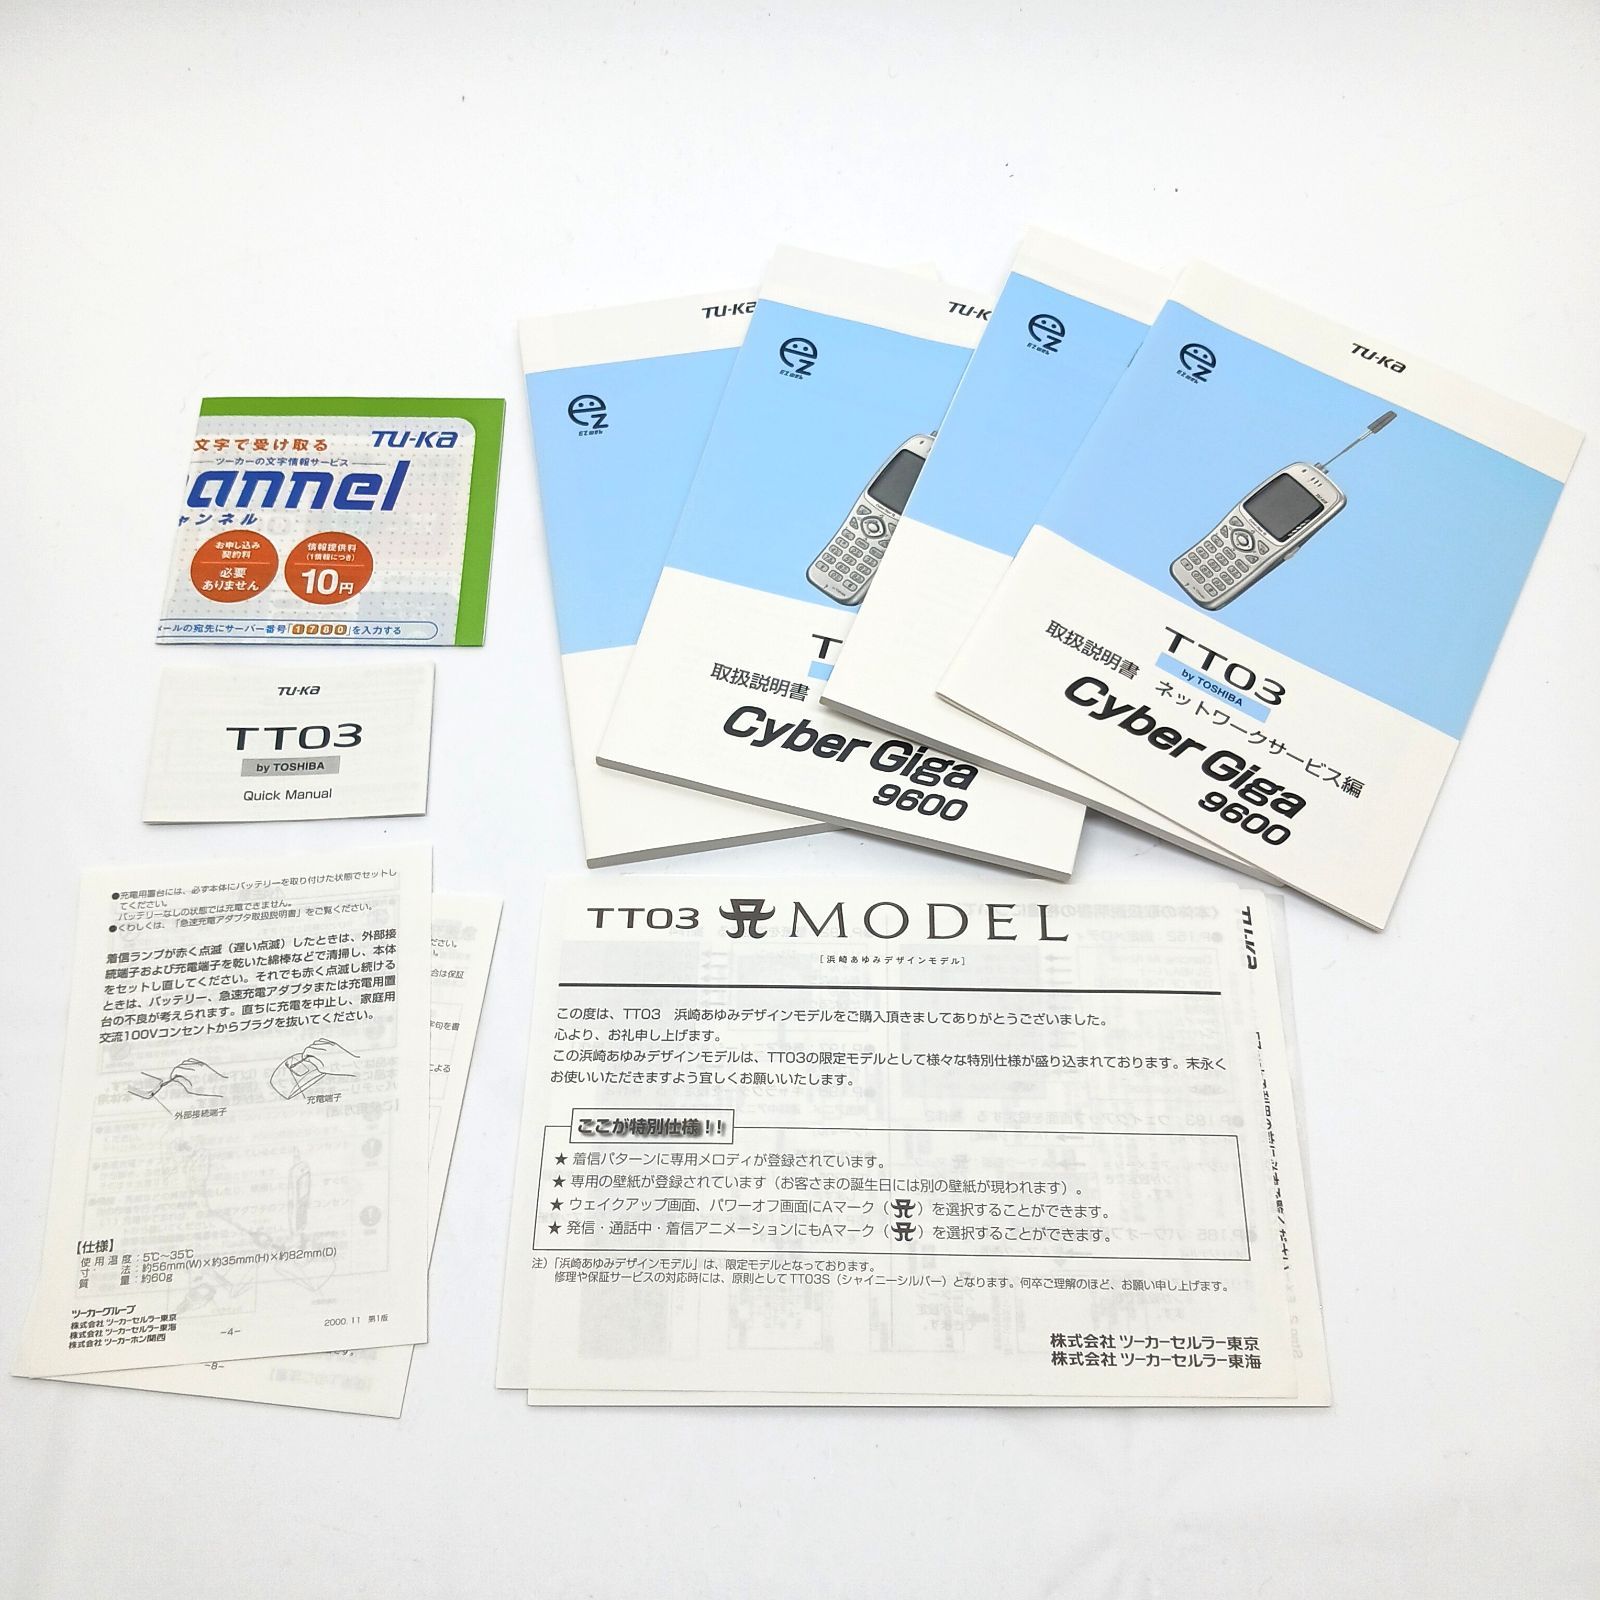 文字で受け取る
TU-KA
ツーカーの文字情報サービス
annel
ャンネル
お申し込み
契約料
必要
ありません
情報提供料
(1情報につき)
10円
メールの宛先にサーバー番号「1780」を入力する
TU-KA
TT03
by TOSHIBA
Quick Manual
●充電用置台には、必ず本体にバッテリーを取り付けた状態でセットし
てください。
バッテリーなしの状態では充電できません。
●くわしくは、「急速充電アダプタ取扱説明書」をご覧ください。
着信ランプが赤く点滅（遅い点滅）したときは、外部接
続端子および充電端子を乾いた綿棒などで清掃し、本体
をセットし直してください。それでも赤く点滅し続ける
ときは、バッテリー、急速充電アダプタまたは充電用置
台の不良が考えられます。直ちに充電を中止し、家庭用
交流100Vコンセントからプラグを抜いてください。
外部接続端子
充電端子
【仕様】
使用温度：5℃～35℃
寸法：約56mm(W)×約35mm(H)×約82mm(D)
質量：約60g
ツーカーグループ
株式会社 ツーカーセルラー東京
株式会社 ツーカーセルラー東海
株式会社 ツーカーホン関西
－4－
2000.11 第1版
－8－
TU-KA
EZweb
TU-K
EZweb
T
取扱説明書
Cyber Giga
9600
EZweb
TU-KA
EZweb
TT03
by TOSHIBA
取扱説明書 ネットワークサービス編
Cyber Giga
9600
TT03 MODEL
［浜崎あゆみデザインモデル］
この度は、TT03 浜崎あゆみデザインモデルをご購入頂きましてありがとうございました。
心より、お礼申し上げます。
この浜崎あゆみデザインモデルは、TT03の限定モデルとして様々な特別仕様が盛り込まれております。末永く
お使いいただきますよう宜しくお願いいたします。
ここが特別仕様！！
★ 着信パターンに専用メロディが登録されています。
★ 専用の壁紙が登録されています（お客さまの誕生日には別の壁紙が現われます）。
★ ウェイクアップ画面、パワーオフ画面にAマーク（）を選択することができます。
★ 発信・通話中・着信アニメーションにもAマーク（）を選択することができます。
注）「浜崎あゆみデザインモデル」は、限定モデルとなっております。
修理や保証サービスの対応時には、原則としてTT03S（シャイニーシルバー）となります。何卒ご理解のほど、お願い申し上げます。
株式会社 ツーカーセルラー東京
株式会社 ツーカーセルラー東海